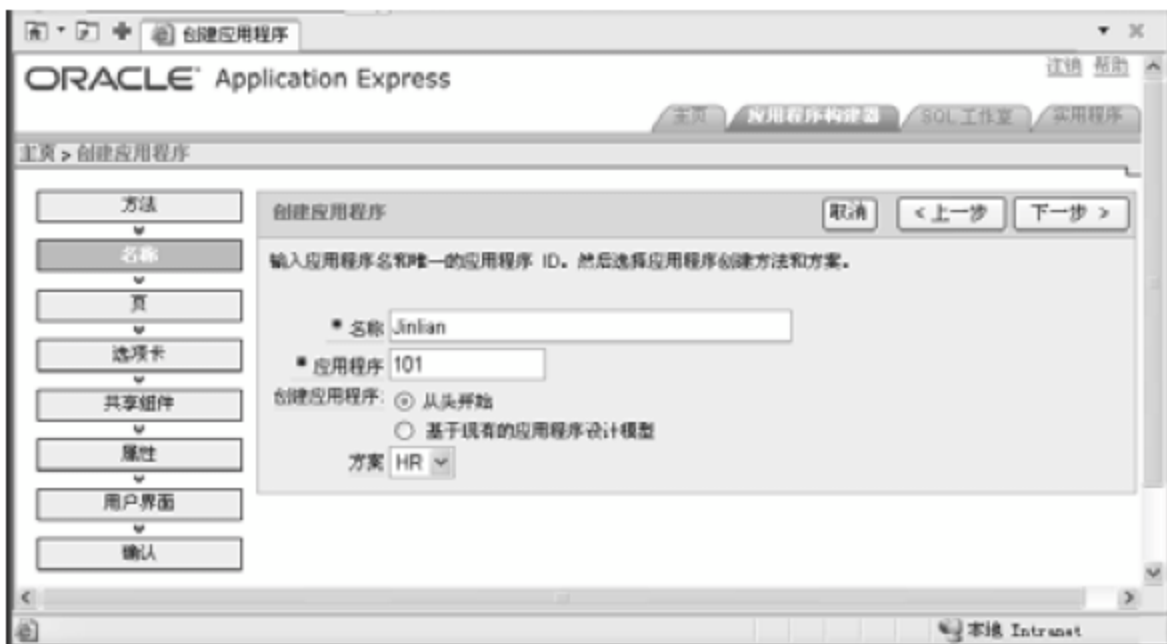 创建应用程序
ORACLE Application Express
注销 帮助
主页 应用程序构建器 SQL 工作室 实用程序
主页 > 创建应用程序
方法
名称
页
选项卡
共享组件
属性
用户界面
确认
创建应用程序 取消 < 上一步 下一步 >
输入应用程序名和唯一的应用程序 ID。然后选择应用程序创建方法和方案。
* 名称 Jinlian
* 应用程序 101
创建应用程序: 从头开始
基于现有的应用程序设计模型
方案 HR
本地 Intranet